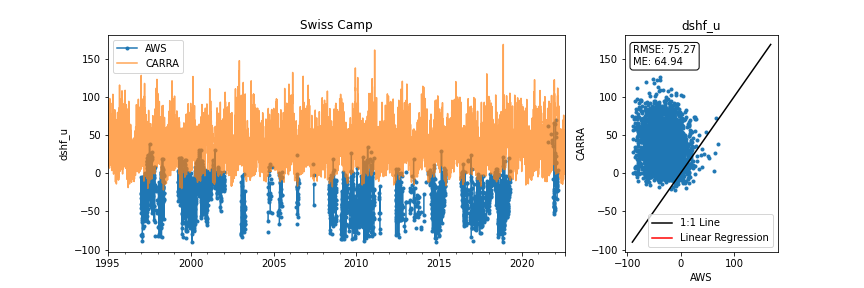 Swiss Camp
dshf_u
AWS
CARRA
150
100
50
0
−50
−100
1995
2000
2005
2010
2015
2020
dshf_u
dshf_u
RMSE: 75.27
ME: 64.94
150
100
50
0
−50
−100
CARRA
1:1 Line
Linear Regression
−100
0
100
AWS